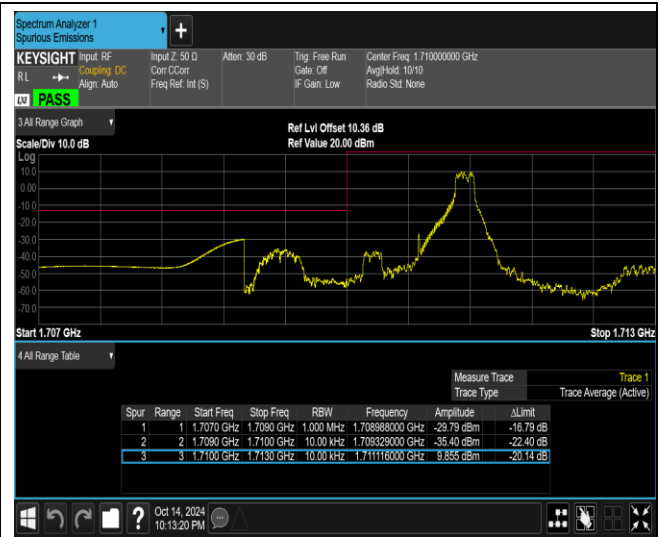 Spectrum Analyzer 1
Spurious Emissions
+
KEYSIGHT Input: RF Input Z: 50 Ω Atten: 30 dB Trig: Free Run Center Freq: 1.710000000 GHz
RL Coupling: DC Corr CCorr Gate: Off Avg|Hold: 10/10
Align: Auto Freq Ref: Int (S) IF Gain: Low Radio Std: None
LXI PASS
3 All Range Graph
Ref Lvl Offset 10.36 dB
Scale/Div 10.0 dB Ref Value 20.00 dBm
Log
10.0
0.00
-10.0
-20.0
-30.0
-40.0
-50.0
-60.0
-70.0
Start 1.707 GHz Stop 1.713 GHz
4 All Range Table
Measure Trace Trace 1
Trace Type Trace Average (Active)
Spur Range Start Freq Stop Freq RBW Frequency Amplitude ΔLimit
1 1 1.7070 GHz 1.7090 GHz 1.000 MHz 1.708988000 GHz -29.79 dBm -16.79 dB
2 2 1.7090 GHz 1.7100 GHz 10.00 kHz 1.709329000 GHz -35.40 dBm -22.40 dB
3 3 1.7100 GHz 1.7130 GHz 10.00 kHz 1.711116000 GHz 9.855 dBm -20.14 dB
? Oct 14, 2024
10:13:20 PM